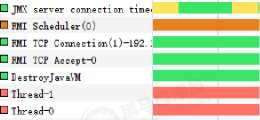 JMX server connection timeo
RMI Scheduler(0)
RMI TCP Connection(1)-192.1
RMI TCP Accept-0
DestroyJavaVM
Thread-1
Thread-0